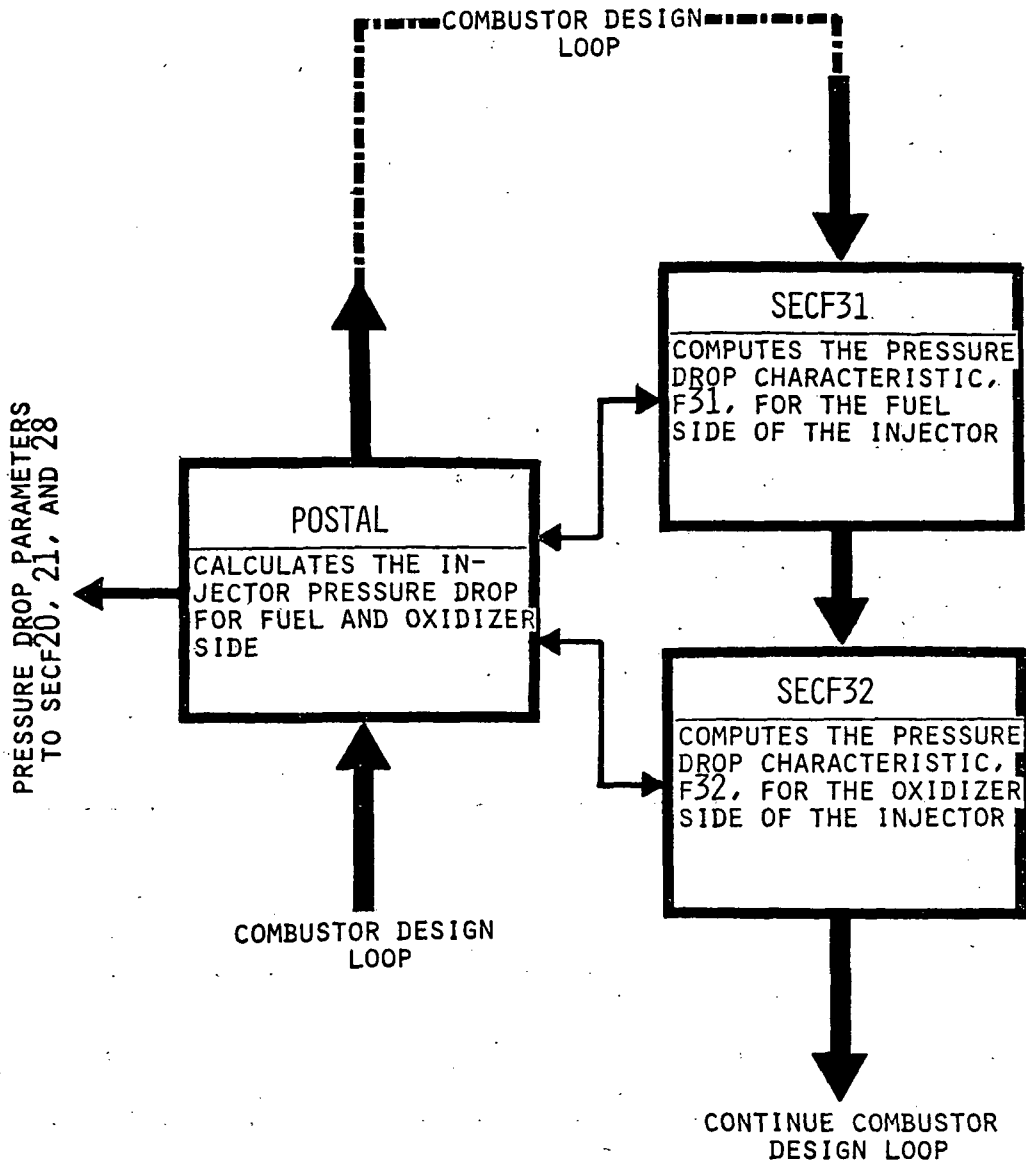 COMBUSTOR DESIGN
LOOP
SECF31
COMPUTES THE PRESSURE
DROP CHARACTERISTIC,
F31, FOR THE FUEL
SIDE OF THE INJECTOR
PRESSURE DROP PARAMETERS
TO SECF20, 21, AND 28
POSTAL
CALCULATES THE IN-
JECTOR PRESSURE DROP
FOR FUEL AND OXIDIZER
SIDE
SECF32
COMPUTES THE PRESSURE
DROP CHARACTERISTIC,
F32, FOR THE OXIDIZER
SIDE OF THE INJECTOR
COMBUSTOR DESIGN
LOOP
CONTINUE COMBUSTOR
DESIGN LOOP